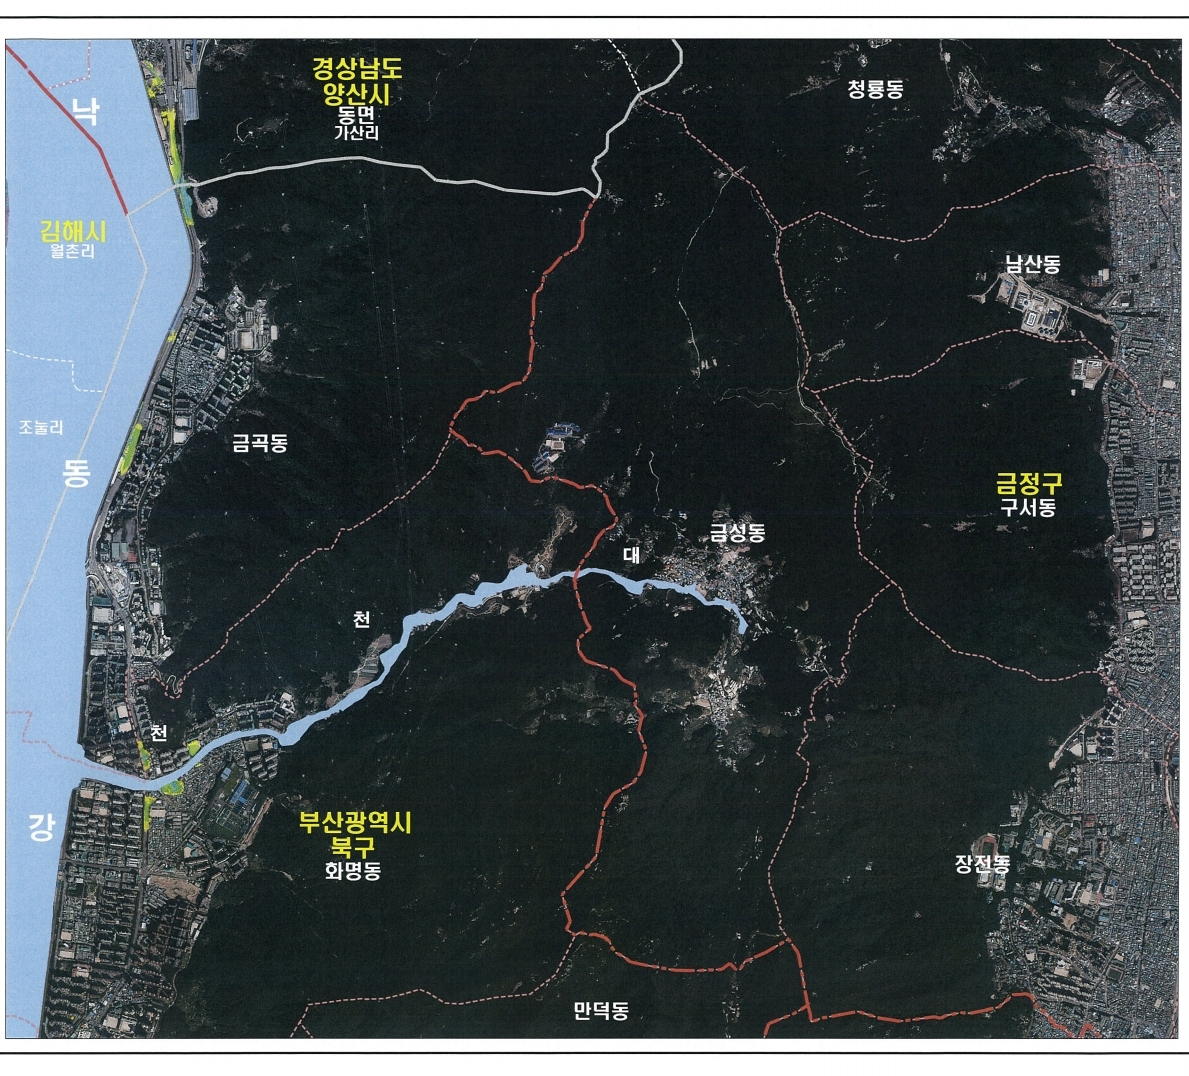 경상남도
양산시
동면
가산리
청룡동
낙
김해시
월촌리
남산동
조눌리
금곡동
동
금정구
구서동
금성동
대
천
천
강
부산광역시
북구
화명동
장전동
만덕동